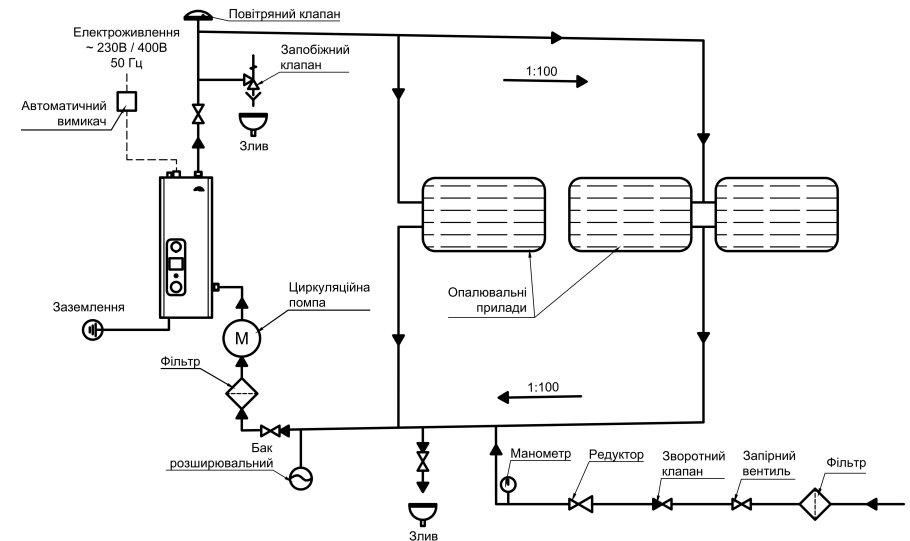 Повітряний клапан
Електроживлення
~ 230В / 400В
50 Гц
Запобіжний
клапан
1:100
Автоматичний
вимикач
Злив
Опалювальні
прилади
Циркуляційна
помпа
Заземлення
М
Фільтр
1:100
Бак
розширювальний
Манометр
Редуктор
Зворотний
клапан
Запірний
вентиль
Фільтр
Злив